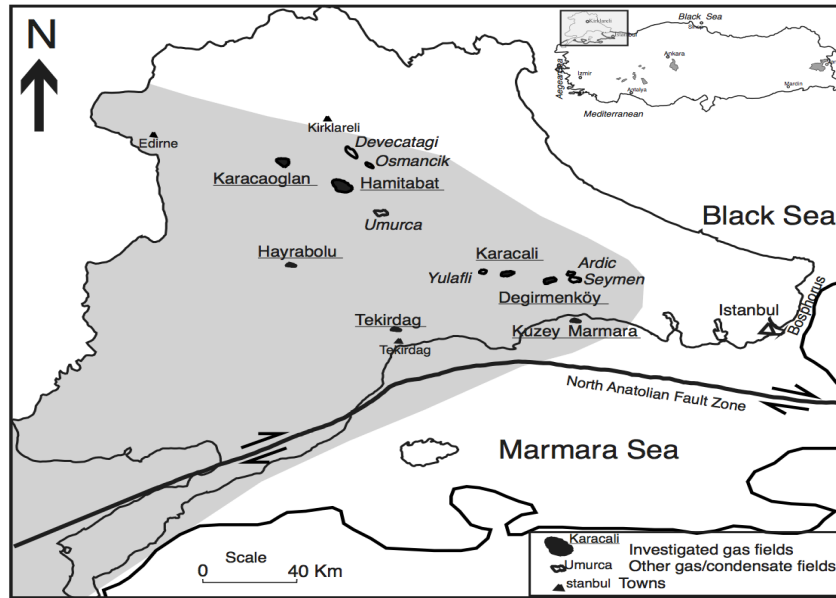 N
Black Sea
Ankara
Izmir
Antalya
Mardin
Aegean Sea
Mediterranean
Kirklareli
Edirne
Devecatagi
Osmancik
Karacaoglan
Hamitabat
Umurca
Black Sea
Hayrabolu
Karacali
Ardic
Yulafli
Seymen
Degirmenköy
Istanbul
Bosphorus
Tekirdag
Kuzey Marmara
Tekirdag
North Anatolian Fault Zone
Marmara Sea
Scale
0 40 Km
Karacali
Investigated gas fields
Umurca Other gas/condensate fields
stanbul Towns